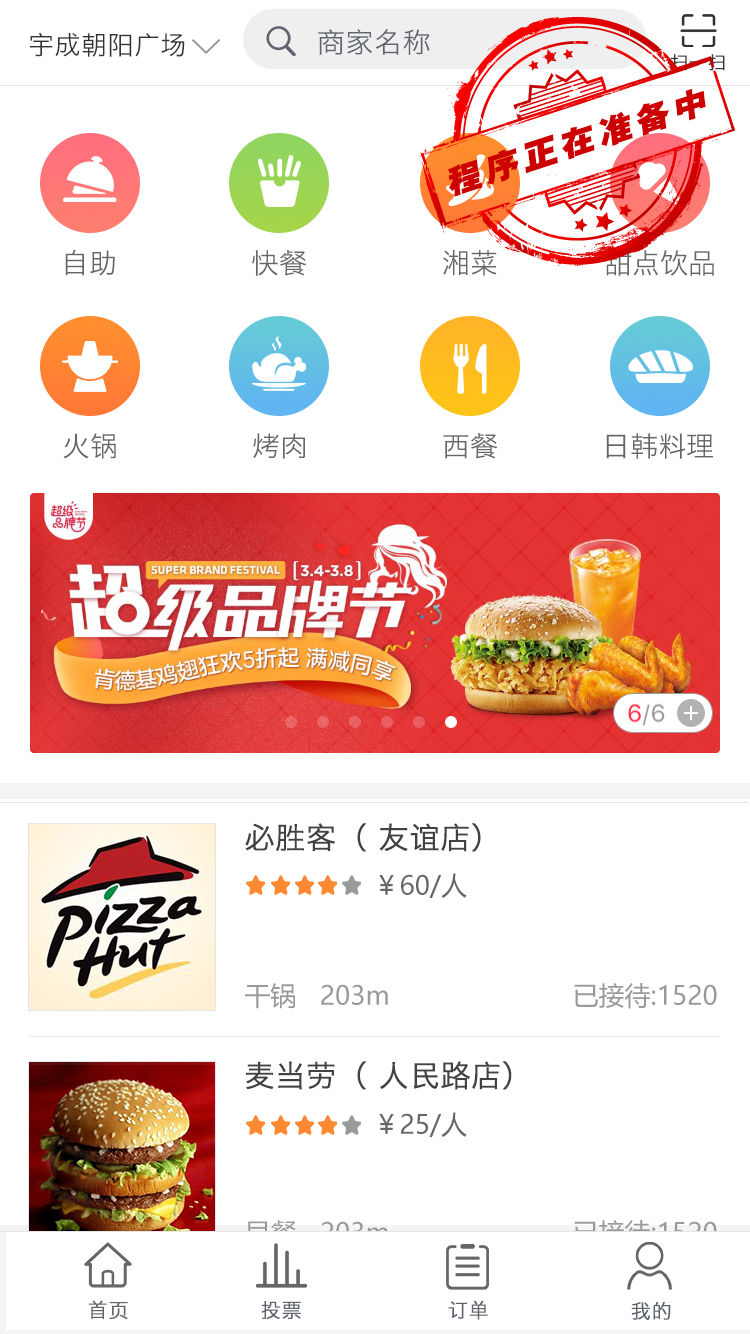 宇成朝阳广场
商家名称
扫一扫
程序正在准备中
自助
快餐
湘菜
甜点饮品
火锅
烤肉
西餐
日韩料理
超级
品牌节
SUPER BRAND FESTIVAL
[3.4-3.8]
超级品牌节
肯德基鸡翅狂欢5折起 满减同享
6/6
Pizza
Hut
必胜客（ 友谊店）
¥60/人
干锅 203m
已接待:1520
麦当劳（ 人民路店）
¥25/人
早餐 203m
已接待:1520
首页
投票
订单
我的